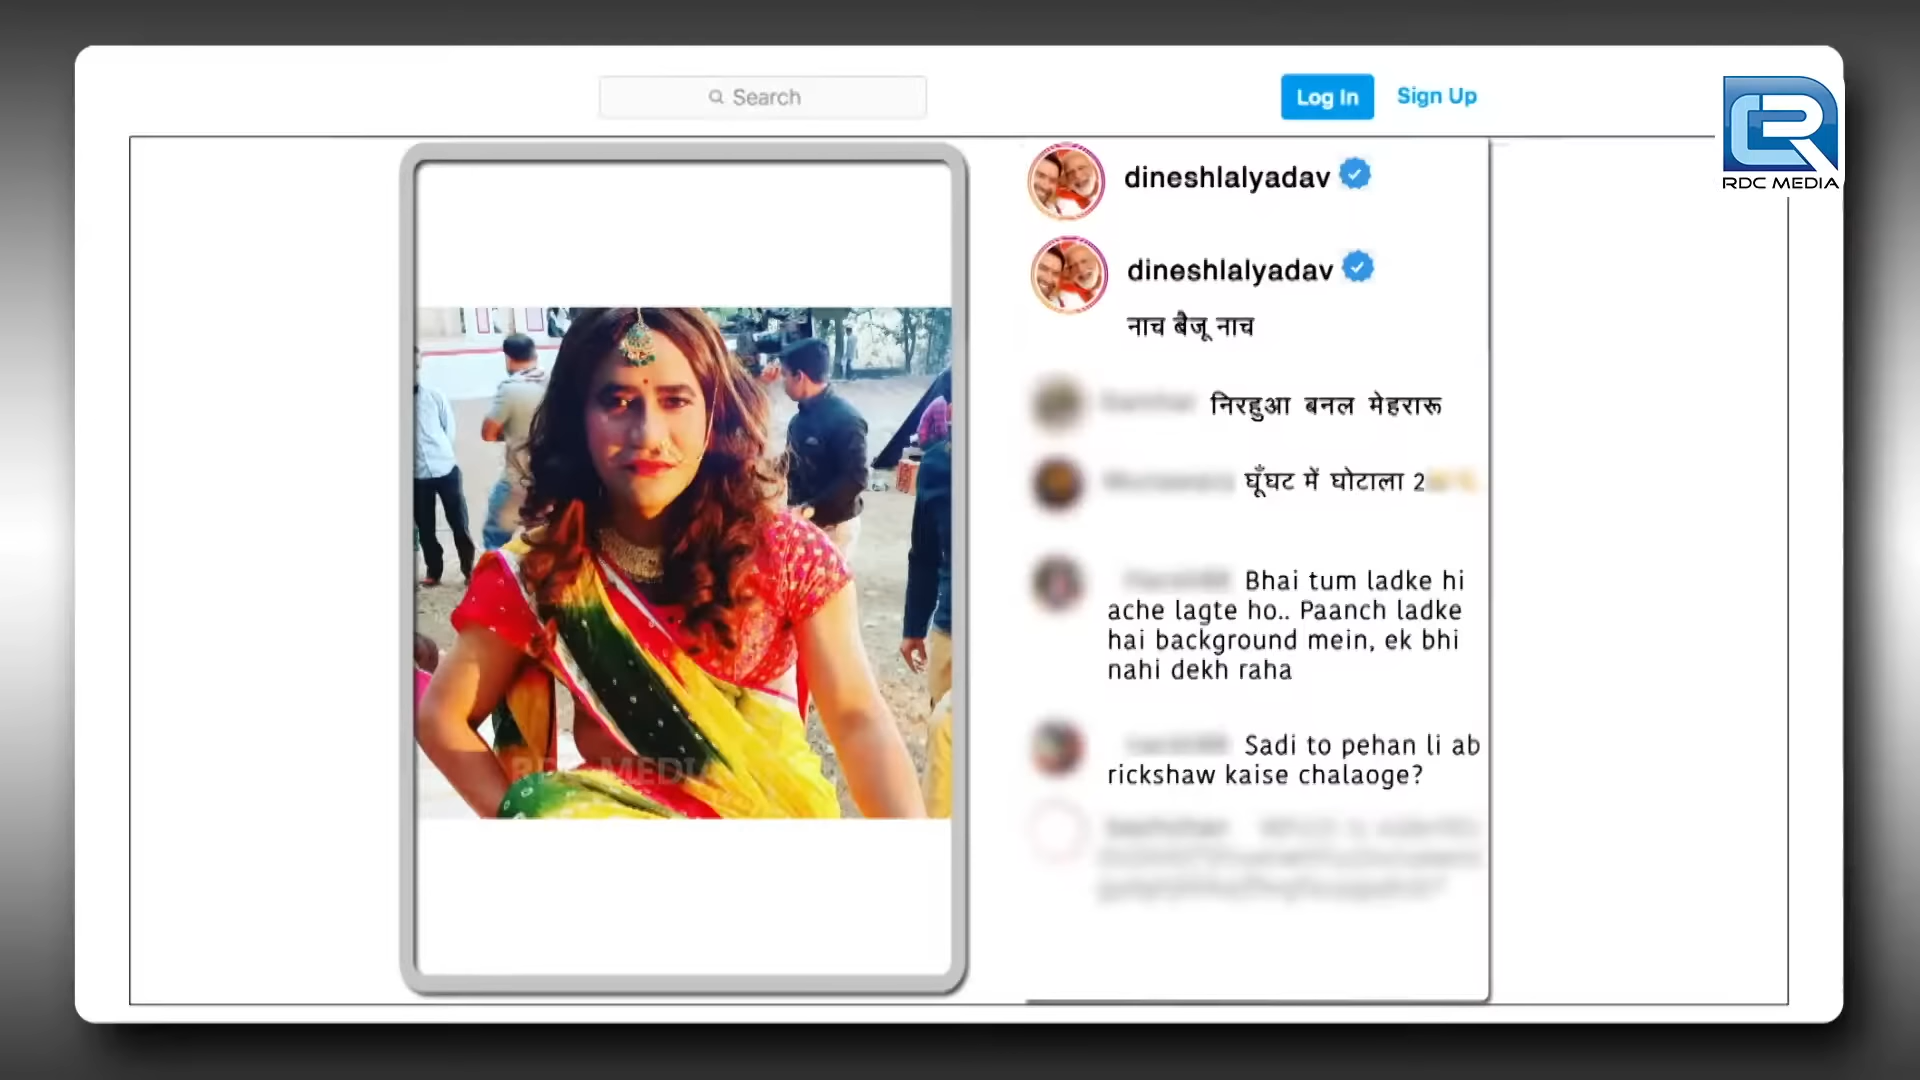 Search
Log In
Sign Up
RDC MEDIA
dineshlalyadav
dineshlalyadav
नाच बैजू नाच
निरहुआ बनल मेहरारू
घूँघट में घोटाला 2
Bhai tum ladke hi
ache lagte ho.. Paanch ladke
hai background mein, ek bhi
nahi dekh raha
Sadi to pehan li ab
rickshaw kaise chalaoge?
RDC MEDIA